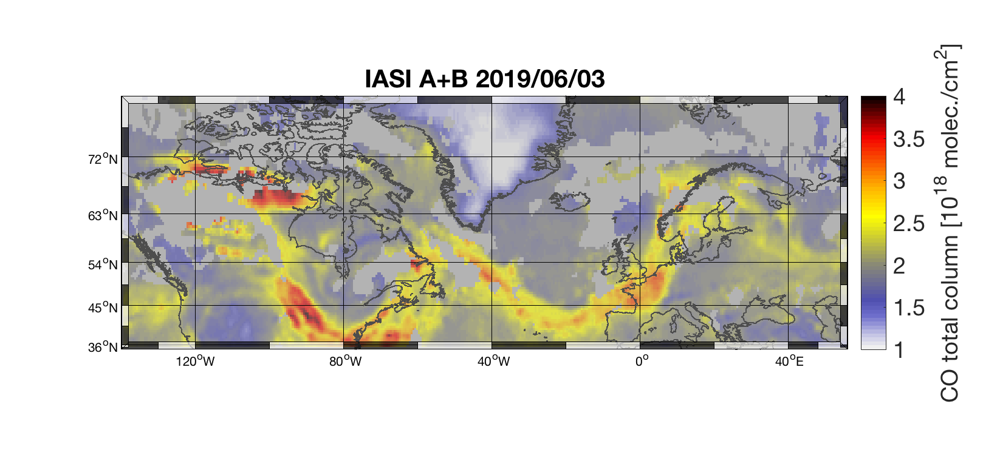 IASI A+B 2019/06/03
72°N
63°N
54°N
45°N
36°N
120°W
80°W
40°W
0°
40°E
4
3.5
3
2.5
2
1.5
1
CO total column [10^18 molec./cm^2]